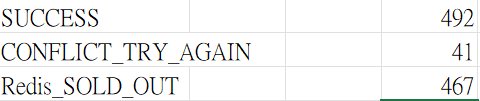 SUCCESS 492
CONFLICT_TRY_AGAIN 41
Redis_SOLD_OUT 467